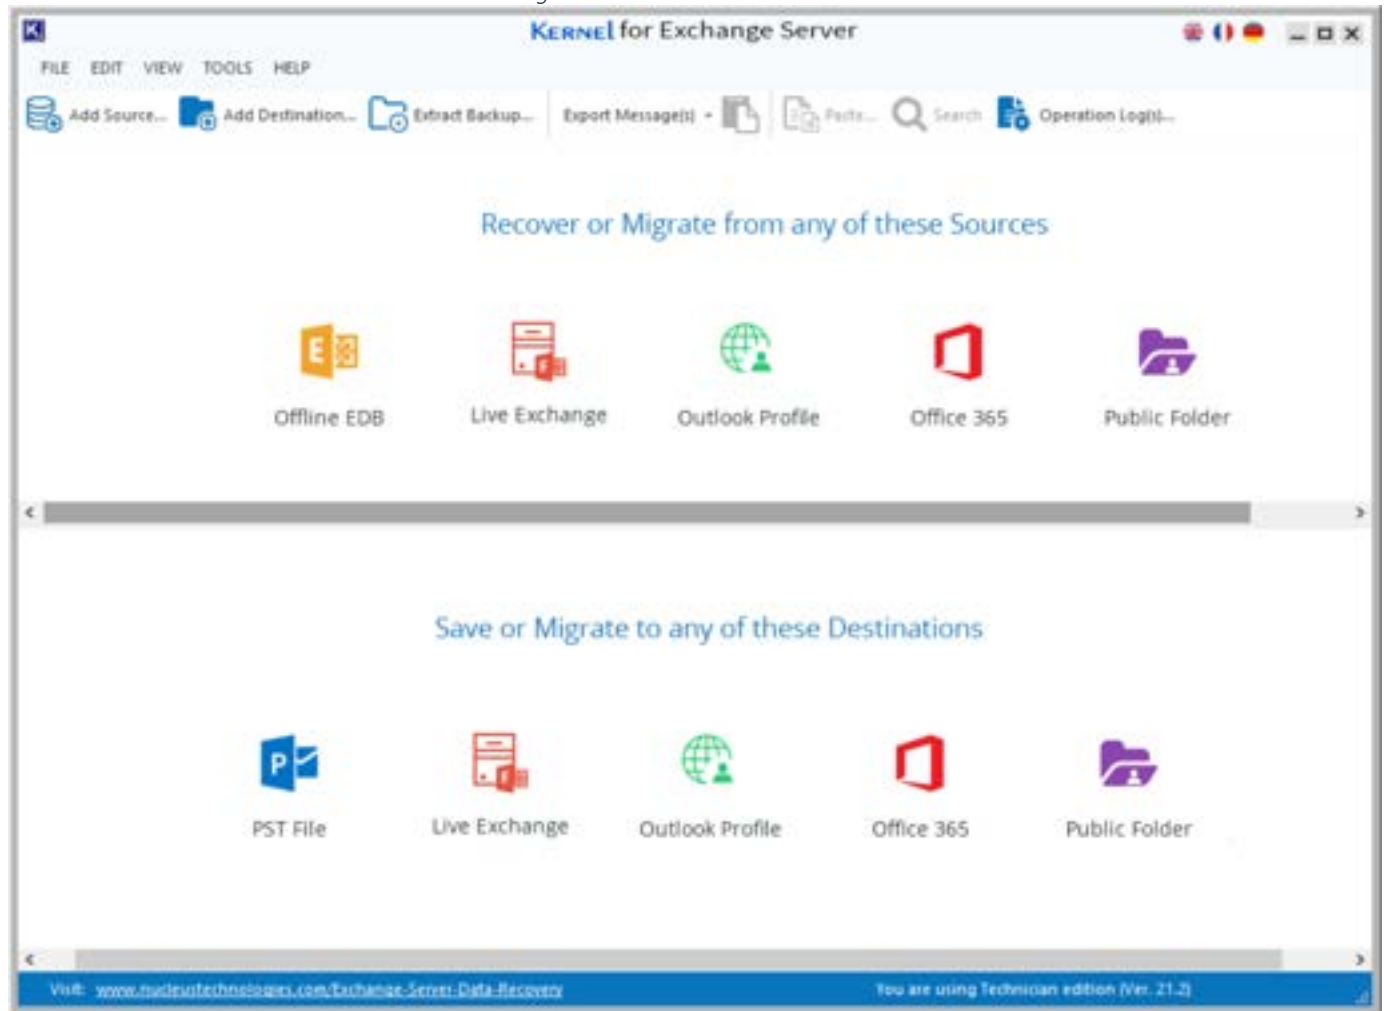 KERNEL for Exchange Server
FILE EDIT VIEW TOOLS HELP
Add Source... Add Destination... Extract Backup... Export Message(s) Paste... Search Operation Log(s)...
Recover or Migrate from any of these Sources
E
Offline EDB Live Exchange Outlook Profile Office 365 Public Folder
Save or Migrate to any of these Destinations
P
PST File Live Exchange Outlook Profile Office 365 Public Folder
Visit: www.nucleustechnologies.com/Exchange-Server-Data-Recovery You are using Technician edition (Ver. 21.2)